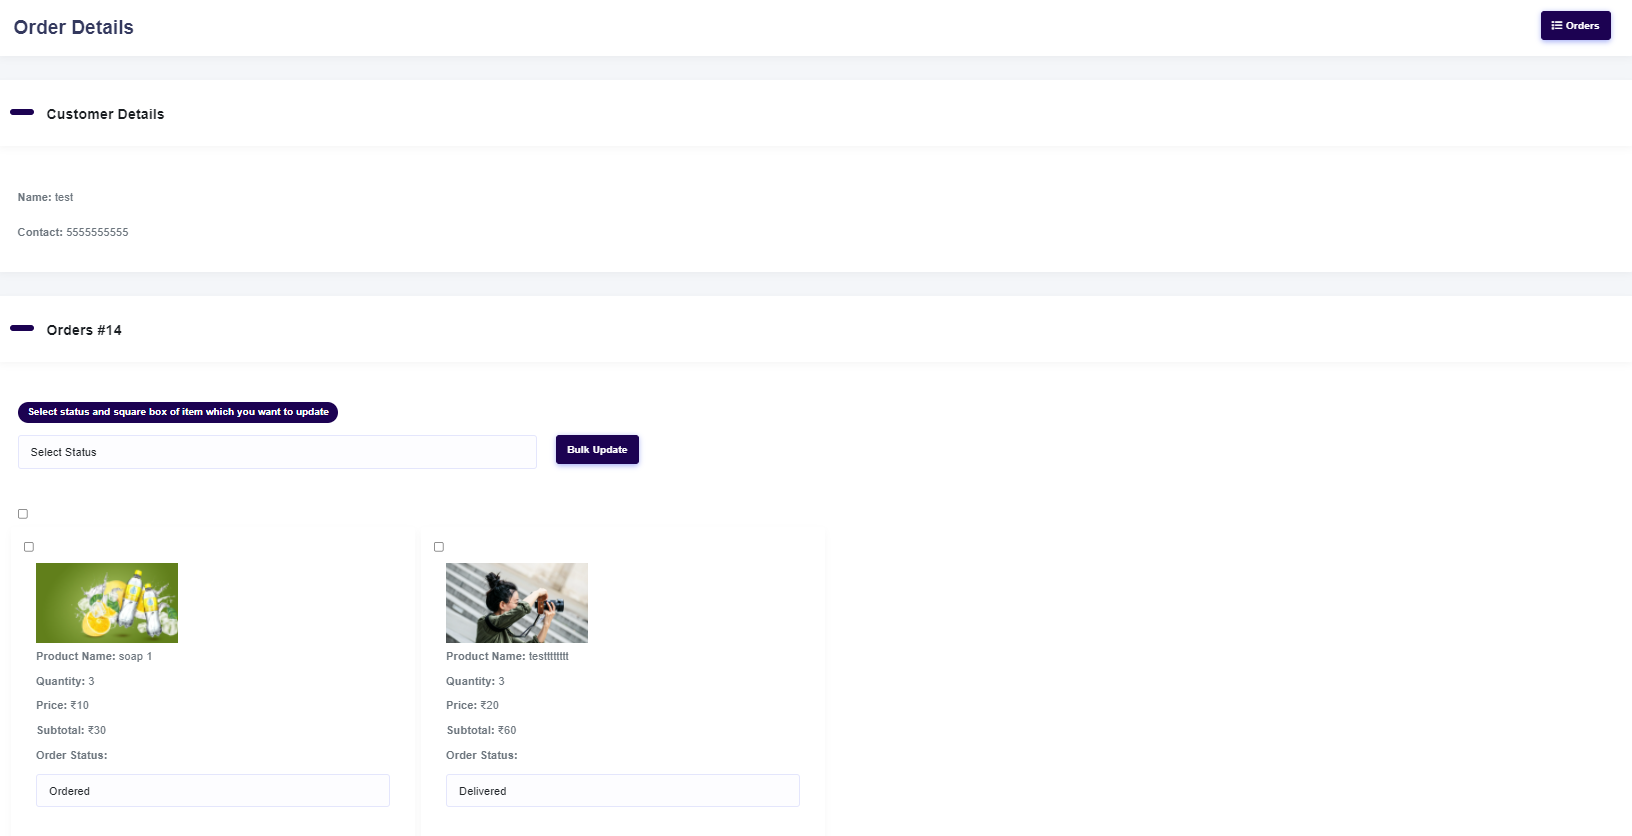 Order Details
Orders
Customer Details
Name: test
Contact: 5555555555
Orders #14
Select status and square box of item which you want to update
Select Status
Bulk Update
Product Name: soap 1
Quantity: 3
Price: ₹10
Subtotal: ₹30
Order Status:
Ordered
Product Name: testttttttt
Quantity: 3
Price: ₹20
Subtotal: ₹60
Order Status:
Delivered